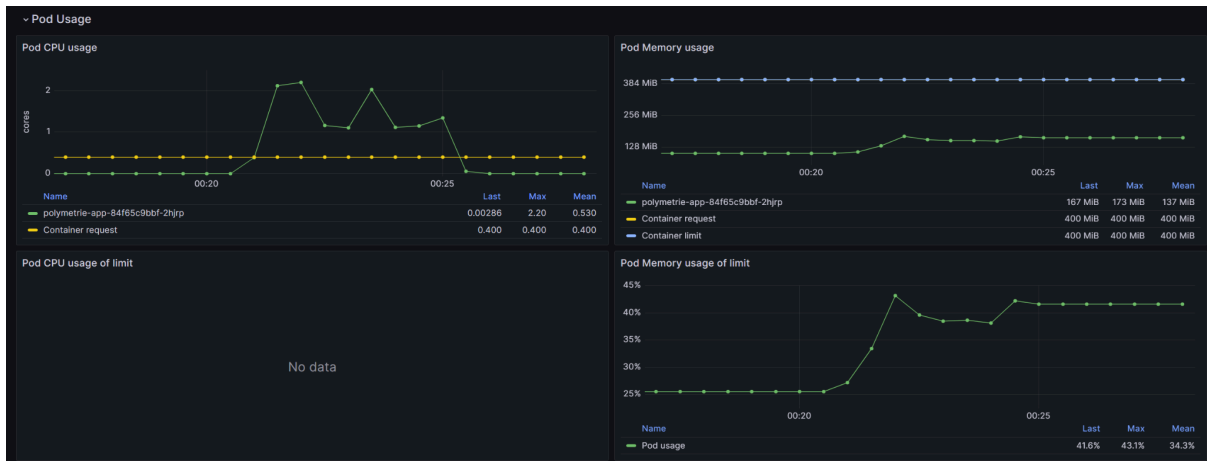 Pod Usage
Pod CPU usage
2
1
0
cores
00:20 00:25
Name Last Max Mean
polymetrie-app-84f65c9bbf-2hjrp 0.00286 2.20 0.530
Container request 0.400 0.400 0.400
Pod Memory usage
384 MiB
256 MiB
128 MiB
00:20 00:25
Name Last Max Mean
polymetrie-app-84f65c9bbf-2hjrp 167 MiB 173 MiB 137 MiB
Container request 400 MiB 400 MiB 400 MiB
Container limit 400 MiB 400 MiB 400 MiB
Pod CPU usage of limit
No data
Pod Memory usage of limit
45%
40%
35%
30%
25%
00:20 00:25
Name Last Max Mean
Pod usage 41.6% 43.1% 34.3%